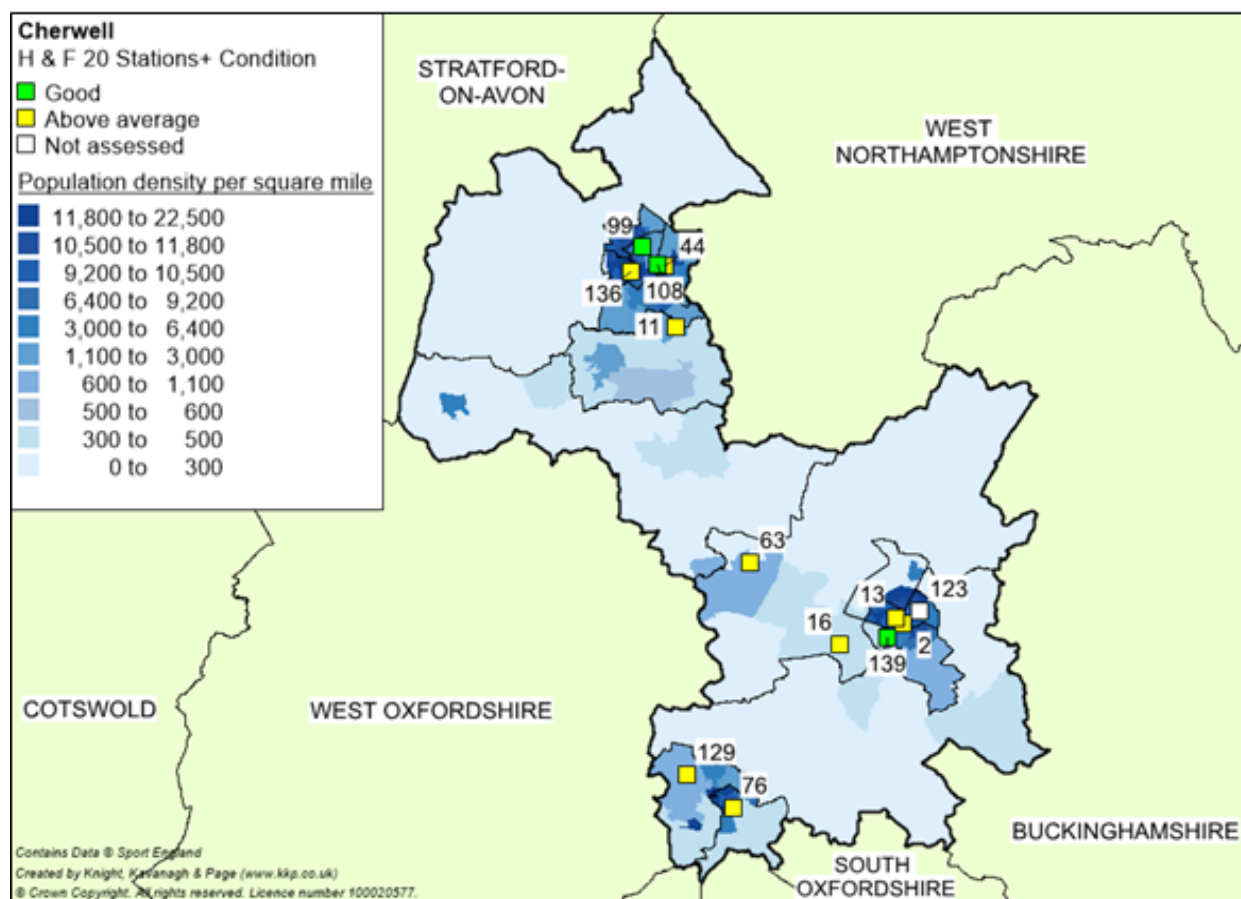 Cherwell
H & F 20 Stations+ Condition
Good
Above average
Not assessed
Population density per square mile
11,800 to 22,500
10,500 to 11,800
9,200 to 10,500
6,400 to 9,200
3,000 to 6,400
1,100 to 3,000
600 to 1,100
500 to 600
300 to 500
0 to 300
STRATFORD-
ON-AVON
WEST
NORTHAMPTONSHIRE
99
44
136
108
11
63
13
123
16
2
139
COTSWOLD
WEST OXFORDSHIRE
129
76
BUCKINGHAMSHIRE
SOUTH
OXFORDSHIRE
Contains Data © Sport England
Created by Knight, Kavanagh & Page (www.kkp.co.uk)
© Crown Copyright. All rights reserved. Licence number 100020577.